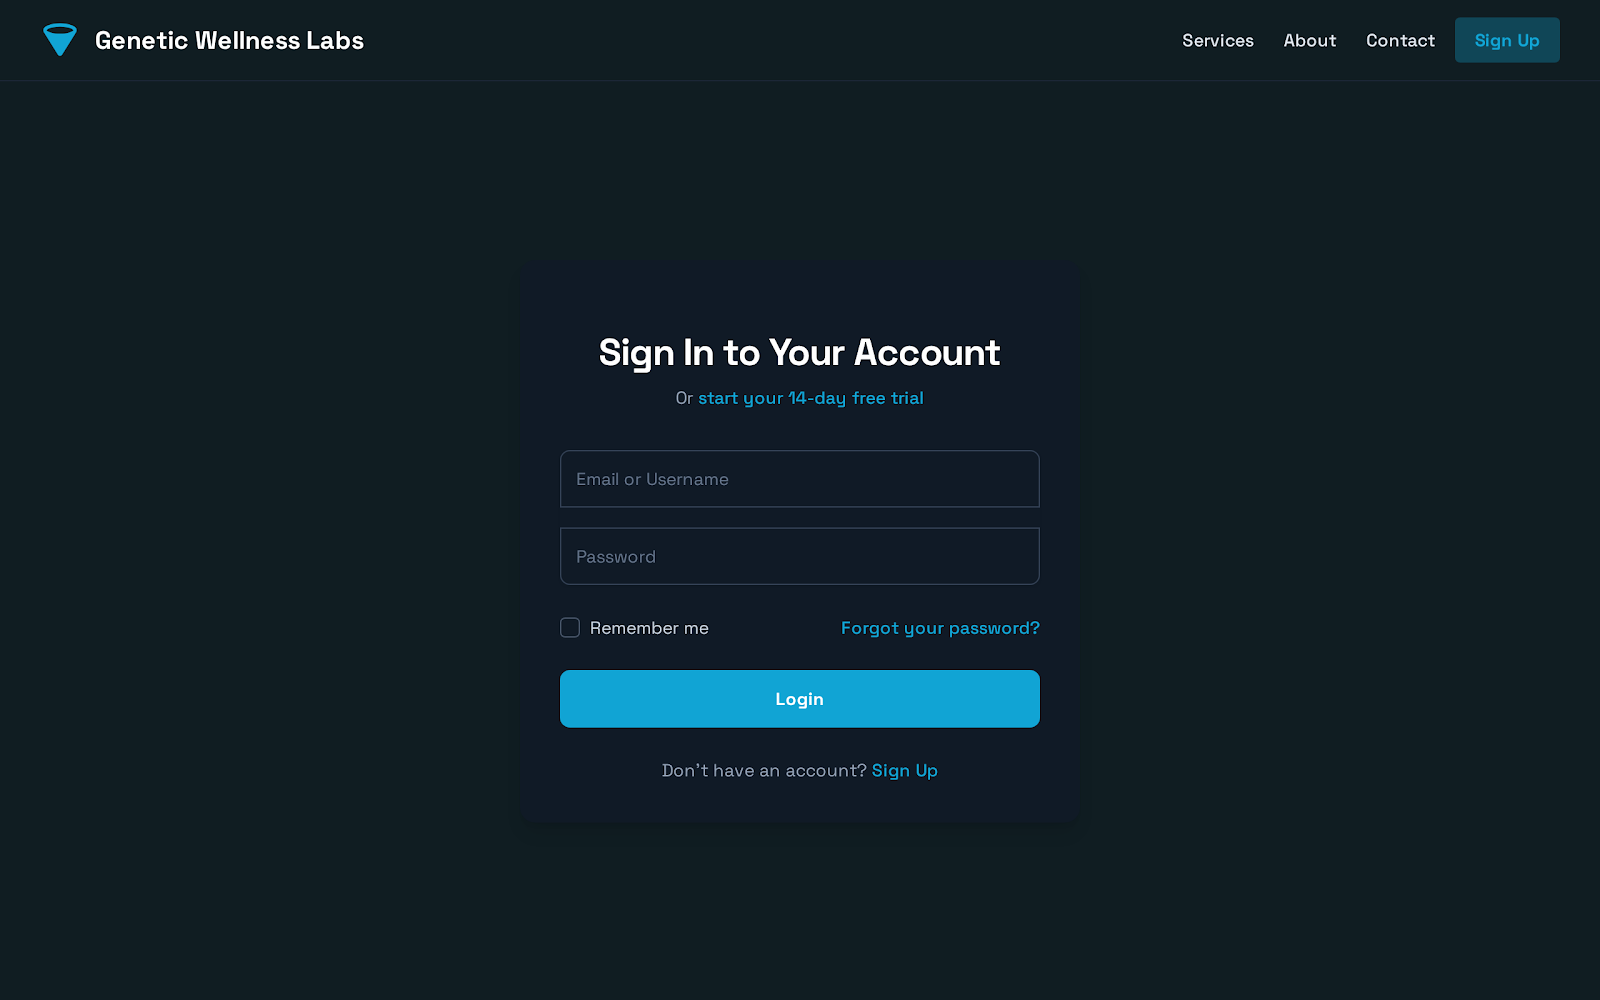 Genetic Wellness Labs
Services
About
Contact
Sign Up
Sign In to Your Account
Or start your 14-day free trial
Email or Username
Password
Remember me
Forgot your password?
Login
Don't have an account? Sign Up